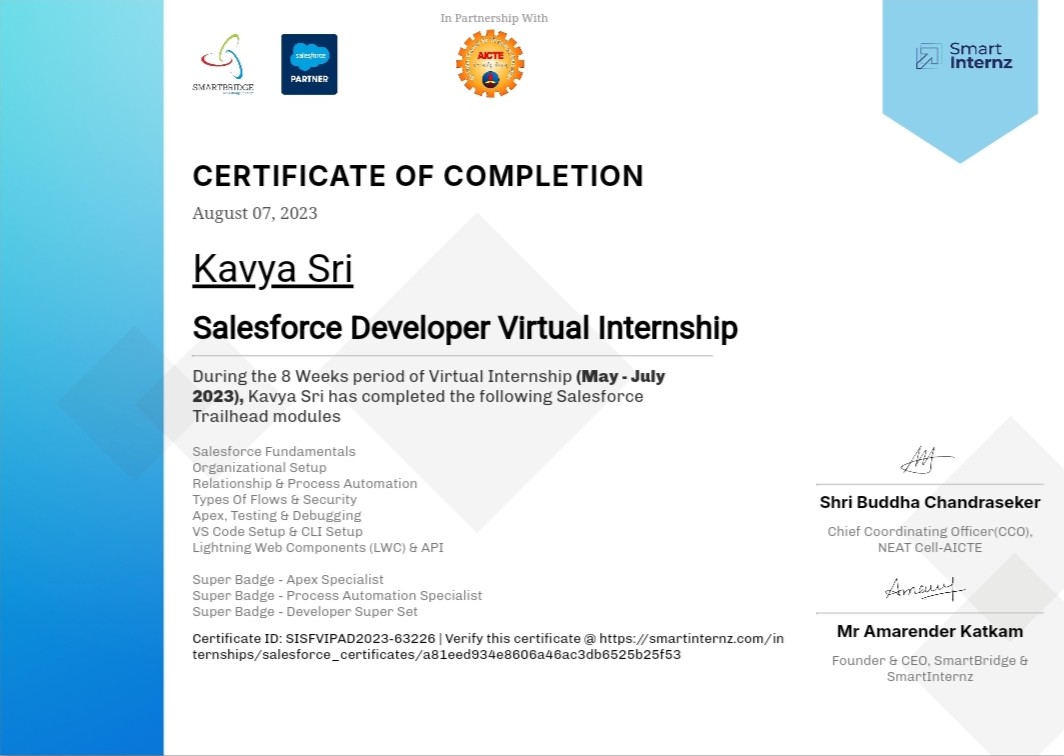 In Partnership With
SMARTBRIDGE
salesforce
PARTNER
AICTE
Smart
Internz
CERTIFICATE OF COMPLETION
August 07, 2023
Kavya Sri
Salesforce Developer Virtual Internship
During the 8 Weeks period of Virtual Internship (May - July
2023), Kavya Sri has completed the following Salesforce
Trailhead modules
Salesforce Fundamentals
Organizational Setup
Relationship & Process Automation
Types Of Flows & Security
Apex, Testing & Debugging
VS Code Setup & CLI Setup
Lightning Web Components (LWC) & API
Super Badge - Apex Specialist
Super Badge - Process Automation Specialist
Super Badge - Developer Super Set
Certificate ID: SISFVIPAD2023-63226 | Verify this certificate @ https://smartinternz.com/in
ternships/salesforce_certificates/a81eed934e8606a46ac3db6525b25f53
Shri Buddha Chandraseker
Chief Coordinating Officer(CCO),
NEAT Cell-AICTE
Mr Amarender Katkam
Founder & CEO, SmartBridge &
SmartInternz